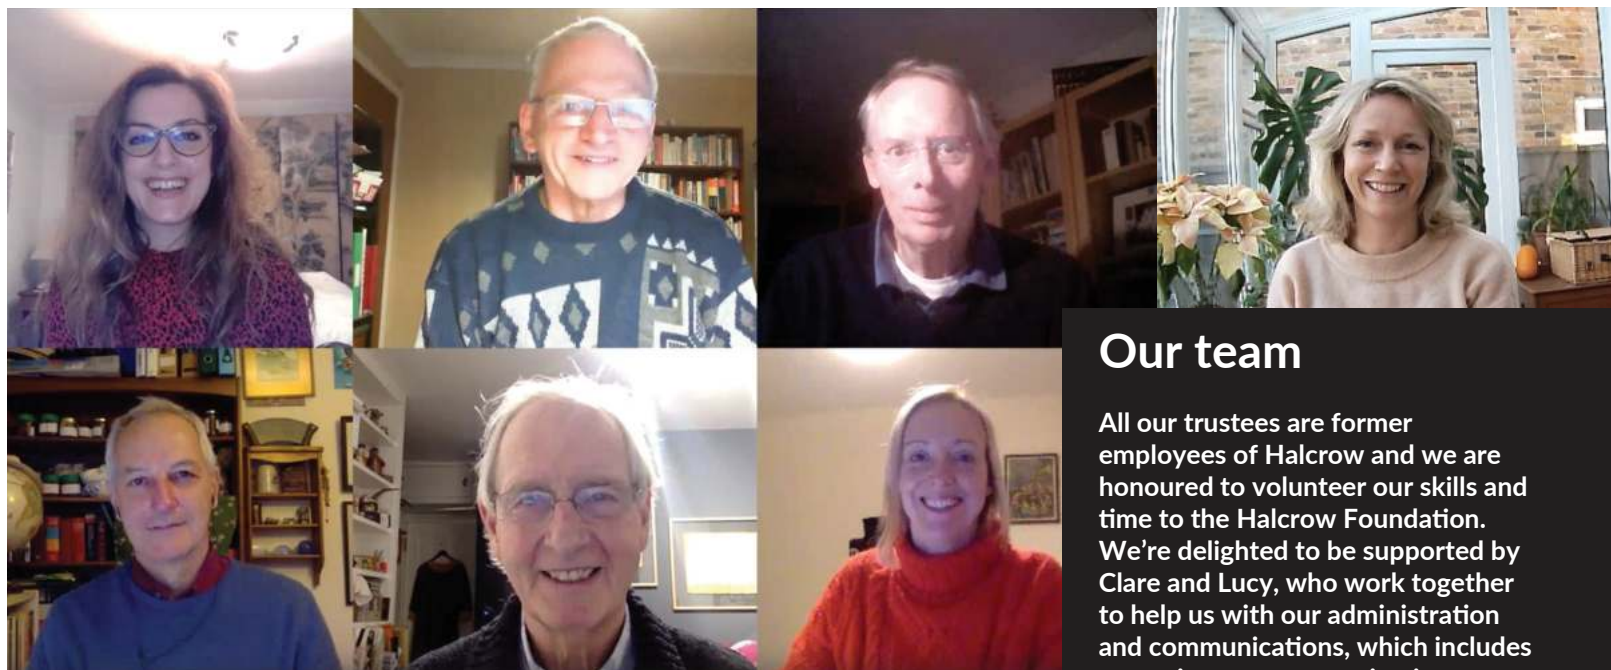 Our team
All our trustees are former
employees of Halcrow and we are
honoured to volunteer our skills and
time to the Halcrow Foundation.
We’re delighted to be supported by
Clare and Lucy, who work together
to help us with our administration
and communications, which includes